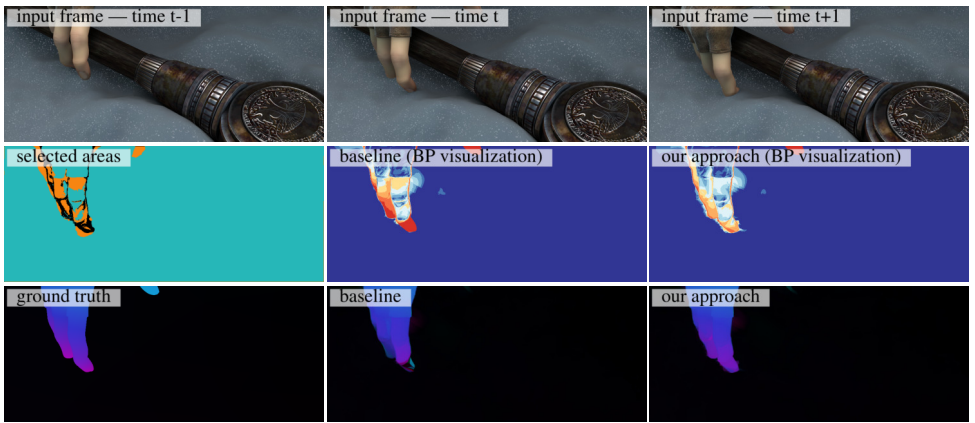 input frame — time t-1
input frame — time t
input frame — time t+1
selected areas
baseline (BP visualization)
our approach (BP visualization)
ground truth
baseline
our approach